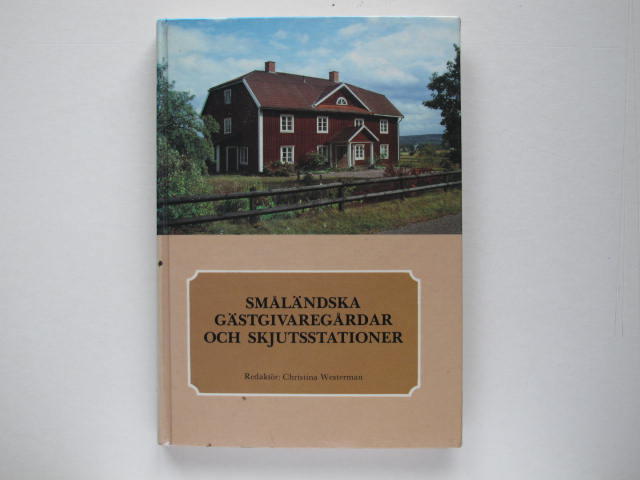 SMÅLÄNDSKA
GÄSTGIVAREGÅRDAR
OCH SKJUTSSTATIONER
Redaktör: Christina Westerman